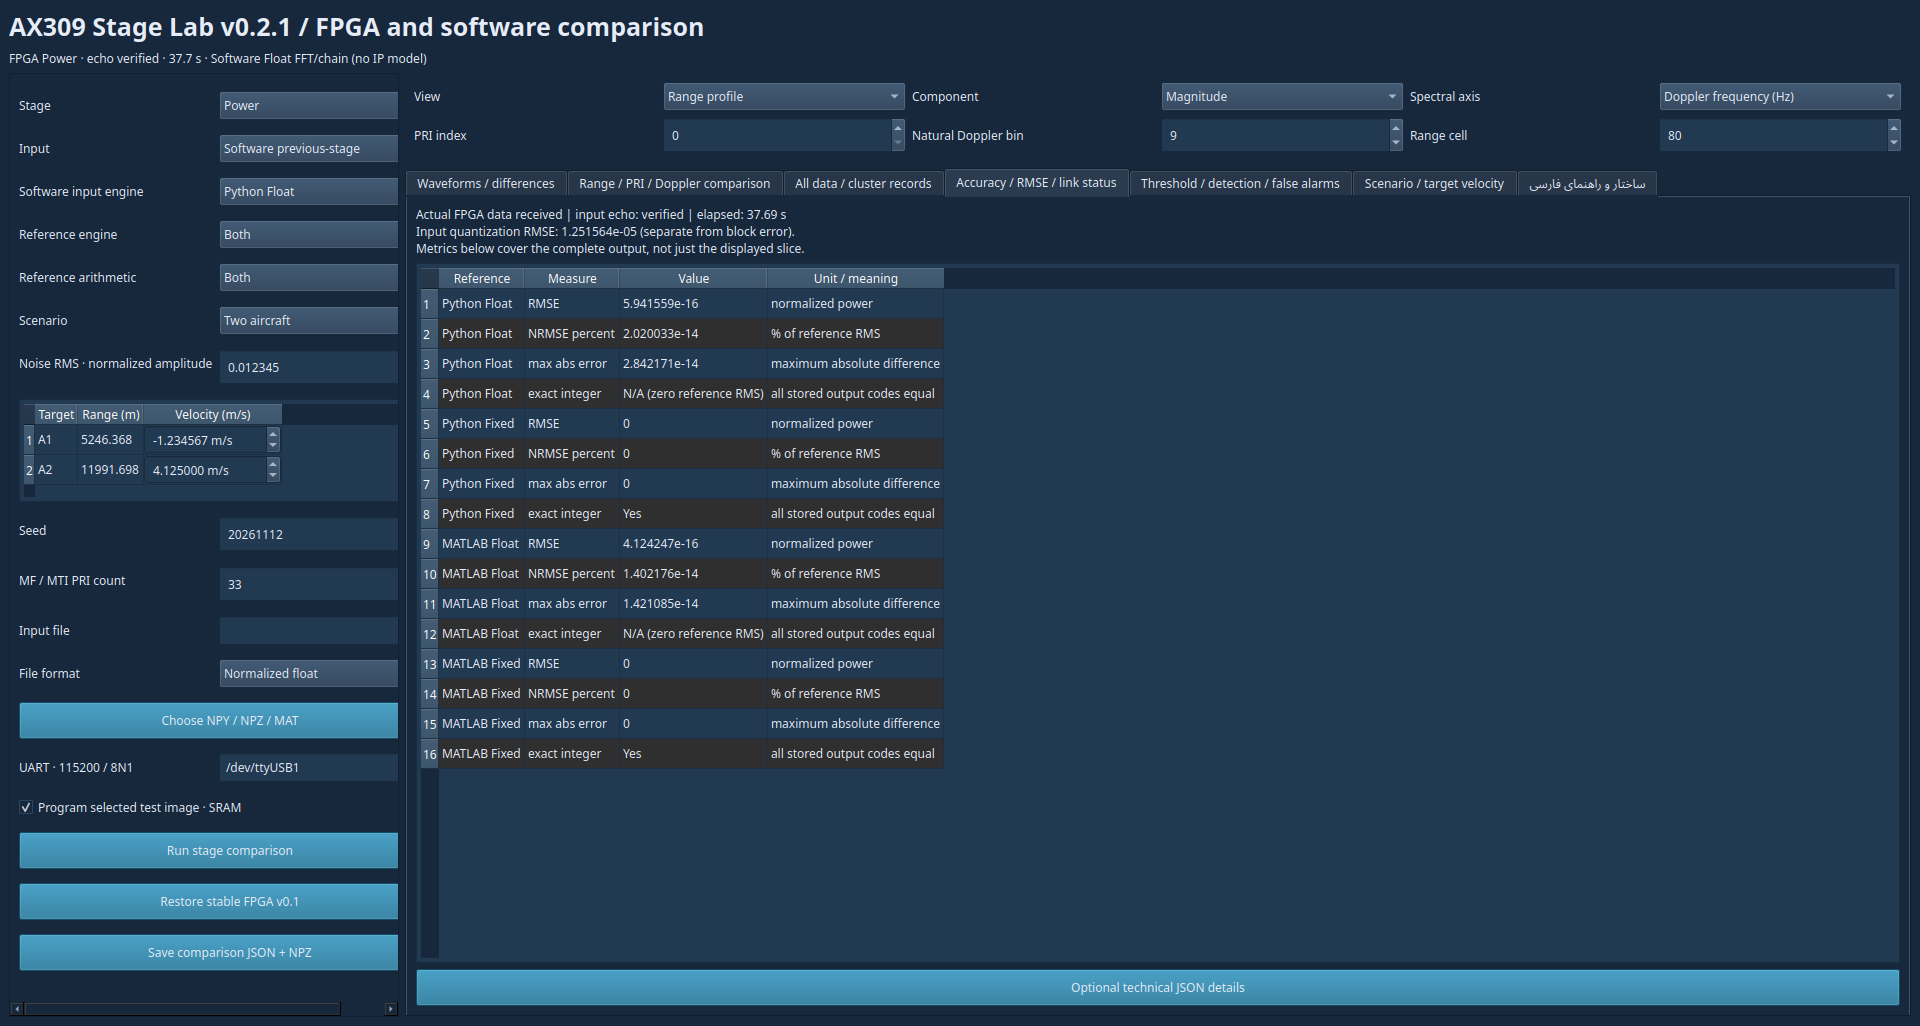 AX309 Stage Lab v0.2.1 / FPGA and software comparison
FPGA Power · echo verified · 37.7 s · Software Float FFT/chain (no IP model)
Stage Power
Input Software previous-stage
Software input engine Python Float
Reference engine Both
Reference arithmetic Both
Scenario Two aircraft
Noise RMS · normalized amplitude 0.012345
Target Range (m) Velocity (m/s)
1 A1 5246.368 -1.234567 m/s
2 A2 11991.698 4.125000 m/s
Seed 20261112
MF / MTI PRI count 33
Input file
File format Normalized float
Choose NPY / NPZ / MAT
UART · 115200 / 8N1 /dev/ttyUSB1
Program selected test image · SRAM
Run stage comparison
Restore stable FPGA v0.1
Save comparison JSON + NPZ
View Range profile Component Magnitude Spectral axis Doppler frequency (Hz)
PRI index 0 Natural Doppler bin 9 Range cell 80
Waveforms / differences Range / PRI / Doppler comparison All data / cluster records Accuracy / RMSE / link status Threshold / detection / false alarms Scenario / target velocity ساختار و راهنمای فارسی
Actual FPGA data received | input echo: verified | elapsed: 37.69 s
Input quantization RMSE: 1.251564e-05 (separate from block error).
Metrics below cover the complete output, not just the displayed slice.
Reference Measure Value Unit / meaning
1 Python Float RMSE 5.941559e-16 normalized power
2 Python Float NRMSE percent 2.020033e-14 % of reference RMS
3 Python Float max abs error 2.842171e-14 maximum absolute difference
4 Python Float exact integer N/A (zero reference RMS) all stored output codes equal
5 Python Fixed RMSE 0 normalized power
6 Python Fixed NRMSE percent 0 % of reference RMS
7 Python Fixed max abs error 0 maximum absolute difference
8 Python Fixed exact integer Yes all stored output codes equal
9 MATLAB Float RMSE 4.124247e-16 normalized power
10 MATLAB Float NRMSE percent 1.402176e-14 % of reference RMS
11 MATLAB Float max abs error 1.421085e-14 maximum absolute difference
12 MATLAB Float exact integer N/A (zero reference RMS) all stored output codes equal
13 MATLAB Fixed RMSE 0 normalized power
14 MATLAB Fixed NRMSE percent 0 % of reference RMS
15 MATLAB Fixed max abs error 0 maximum absolute difference
16 MATLAB Fixed exact integer Yes all stored output codes equal
Optional technical JSON details